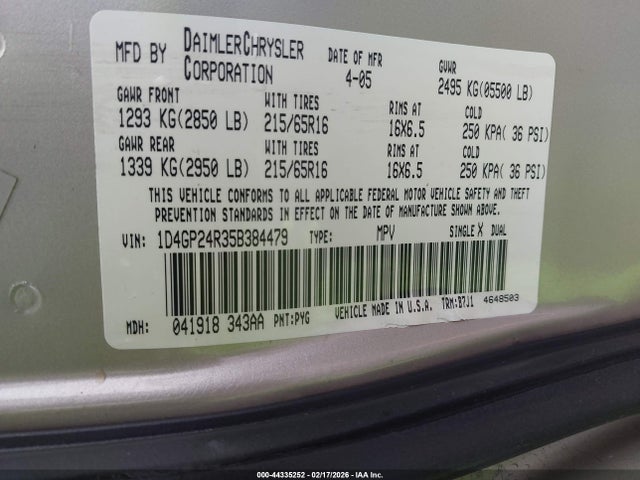 MFD BY DAIMLERCHRYSLER CORPORATION DATE OF MFR 4-05 GVWR 2495 KG(05500 LB)
GAWR FRONT WITH TIRES RIMS AT COLD
1293 KG(2850 LB) 215/65R16 16X6.5 250 KPA( 36 PSI)
GAWR REAR WITH TIRES RIMS AT COLD
1339 KG(2950 LB) 215/65R16 16X6.5 250 KPA( 36 PSI)
THIS VEHICLE CONFORMS TO ALL APPLICABLE FEDERAL MOTOR VEHICLE SAFETY AND THEFT
PREVENTION STANDARDS IN EFFECT ON THE DATE OF MANUFACTURE SHOWN ABOVE.
VIN: 1D4GP24R35B384479 TYPE: MPV SINGLE X DUAL
MDH: 041918 343AA PNT:PYG VEHICLE MADE IN U.S.A. TRM:B7J1 4648503
000-44335252 - 02/17/2026 - IAA Inc.